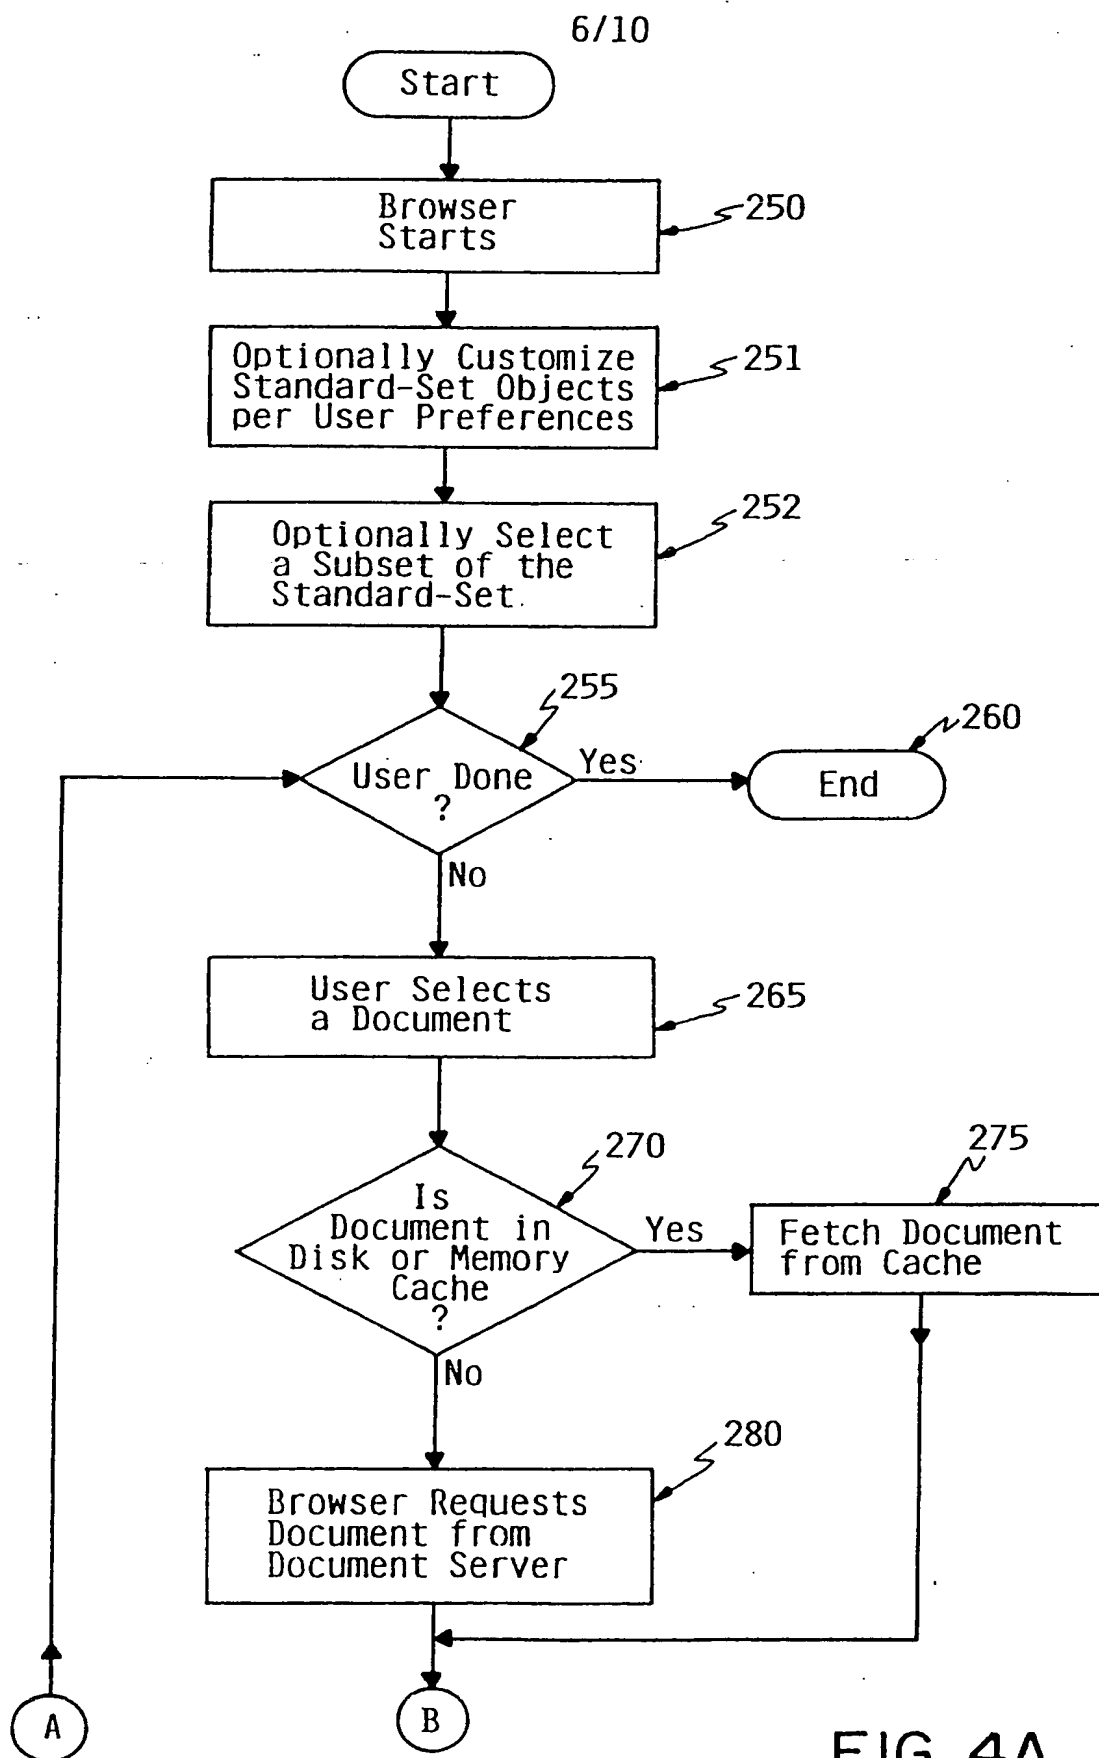 6/10
Start
Browser
Starts
250
Optionally Customize
Standard-Set Objects
per User Preferences
251
Optionally Select
a Subset of the
Standard-Set
252
255
User Done
?
Yes
260
End
No
User Selects
a Document
265
270
Is
Document in
Disk or Memory
Cache
?
Yes
275
Fetch Document
from Cache
No
280
Browser Requests
Document from
Document Server
A
B
FIG. 4A